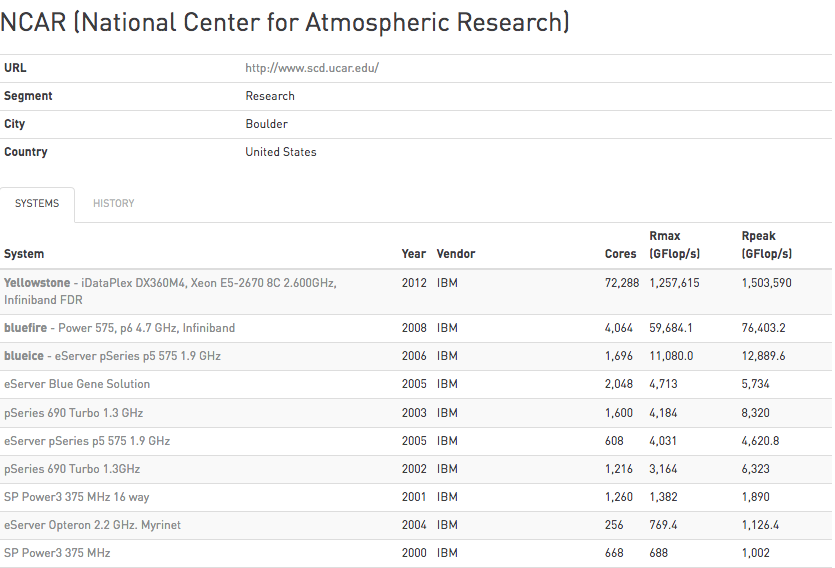 NCAR (National Center for Atmospheric Research)
URL http://www.scd.ucar.edu/
Segment Research
City Boulder
Country United States
SYSTEMS HISTORY
System Year Vendor Cores Rmax (GFlop/s) Rpeak (GFlop/s)
Yellowstone - iDataPlex DX360M4, Xeon E5-2670 8C 2.600GHz, 2012 IBM 72,288 1,257,615 1,503,590
Infiniband FDR
bluefire - Power 575, p6 4.7 GHz, Infiniband 2008 IBM 4,064 59,684.1 76,403.2
blueice - eServer pSeries p5 575 1.9 GHz 2006 IBM 1,696 11,080.0 12,889.6
eServer Blue Gene Solution 2005 IBM 2,048 4,713 5,734
pSeries 690 Turbo 1.3 GHz 2003 IBM 1,600 4,184 8,320
eServer pSeries p5 575 1.9 GHz 2005 IBM 608 4,031 4,620.8
pSeries 690 Turbo 1.3GHz 2002 IBM 1,216 3,164 6,323
SP Power3 375 MHz 16 way 2001 IBM 1,260 1,382 1,890
eServer Opteron 2.2 GHz. Myrinet 2004 IBM 256 769.4 1,126.4
SP Power3 375 MHz 2000 IBM 668 688 1,002